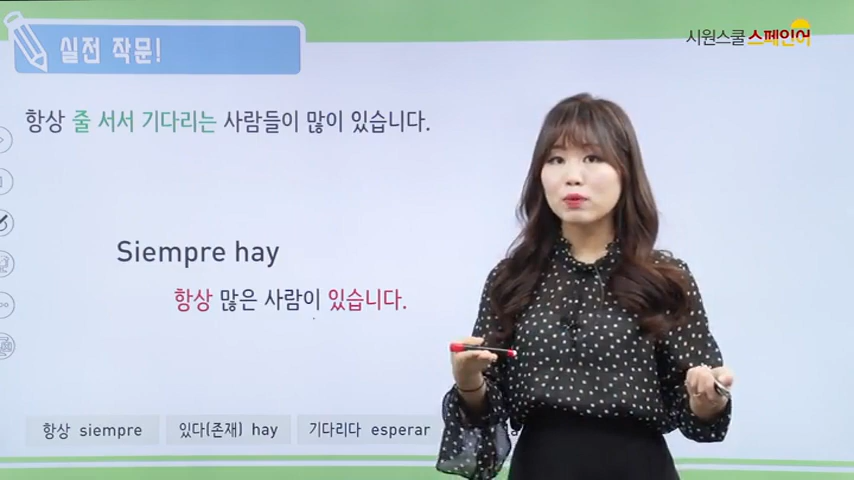 실전 작문!
시원스쿨 스페인어
항상 줄 서서 기다리는 사람들이 많이 있습니다.
Siempre hay
항상 많은 사람이 있습니다.
항상 siempre
있다(존재) hay
기다리다 esperar